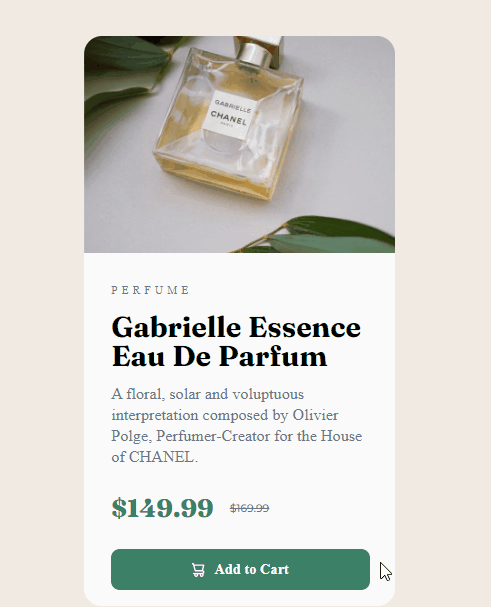 GABRIELLE
CHANEL
PARIS
PERFUME
Gabrielle Essence
Eau De Parfum
A floral, solar and voluptuous
interpretation composed by Olivier
Polge, Perfumer-Creator for the House
of CHANEL.
$149.99 $169.99
Add to Cart